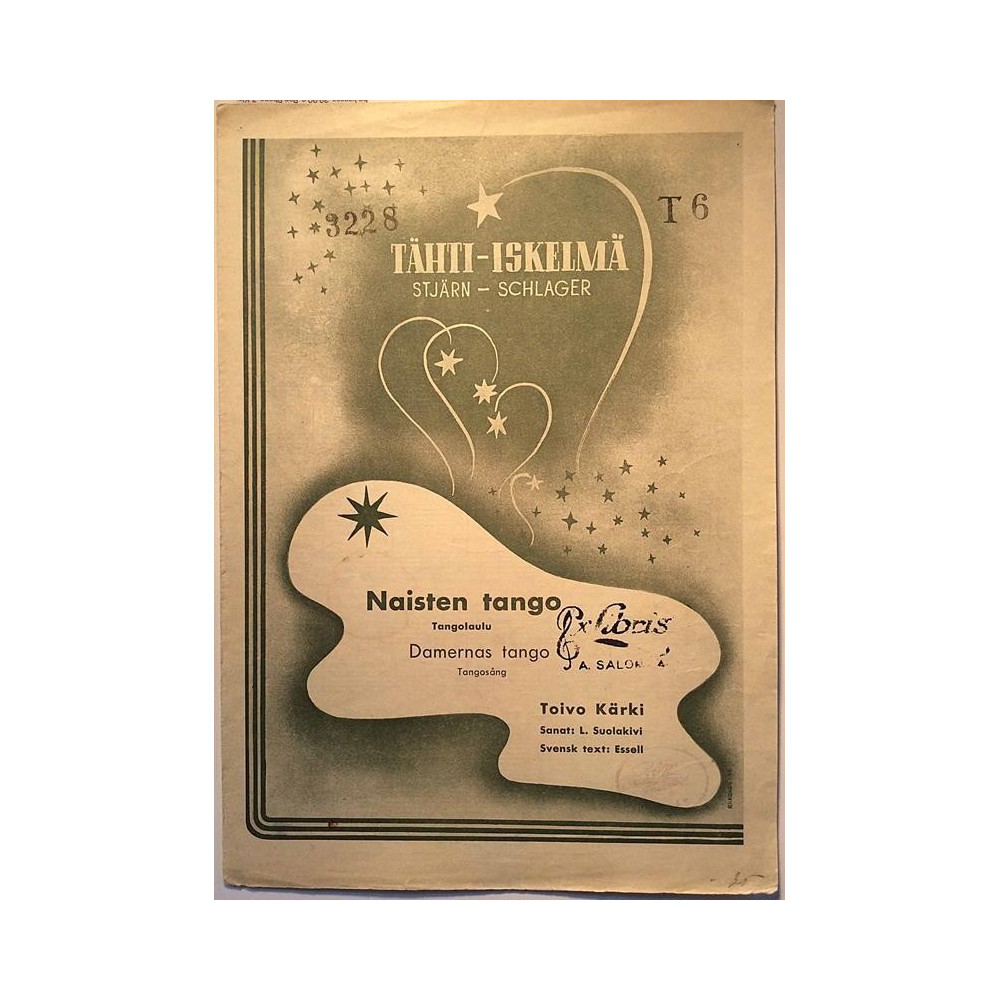 3228
T 6
TÄHTI-ISKELMÄ
STJÄRN – SCHLAGER
Naisten tango
Tangolaulu
Damernas tango
Tangosång
Ex Libris
A.
Toivo Kärki
Sanat: L. Suolakivi
Svensk text: Essell